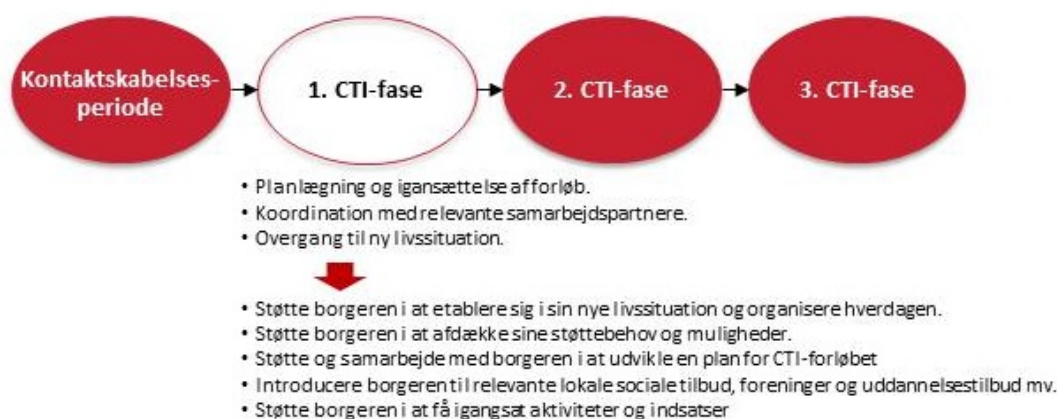 Kontaktskabelses-
periode
1. CTI-fase
2. CTI-fase
3. CTI-fase
• Planlægning og igansættelse af forløb.
• Koordination med relevante samarbejdspartnere.
• Overgang til ny livssituation.
• Støtte borgeren i at etablere sig i sin nye livssituation og organisere hverdagen.
• Støtte borgeren i at afdække sine støttebehov og muligheder.
• Støtte og samarbejde med borgeren i at udvikle en plan for CTI-forløbet
• Introducere borgeren til relevante lokale sociale tilbud, foreninger og uddannelsestilbud mv.
• Støtte borgeren i at få igangsat aktiviteter og indsatser